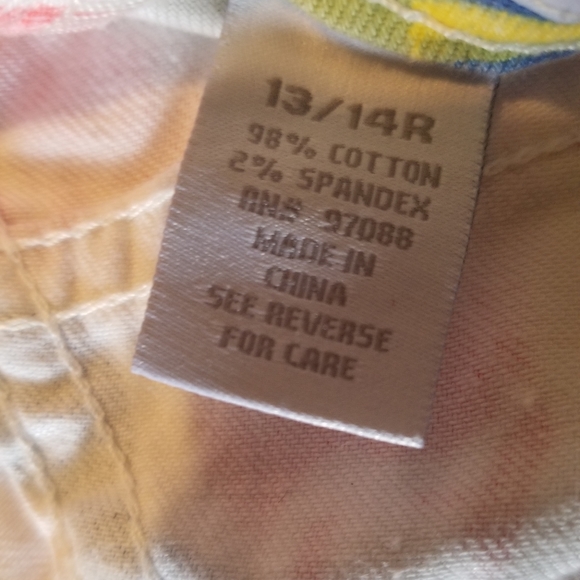 13/14R
98% COTTON
2% SPANDEX
RN# 97088
MADE IN
CHINA
SEE REVERSE
FOR CARE